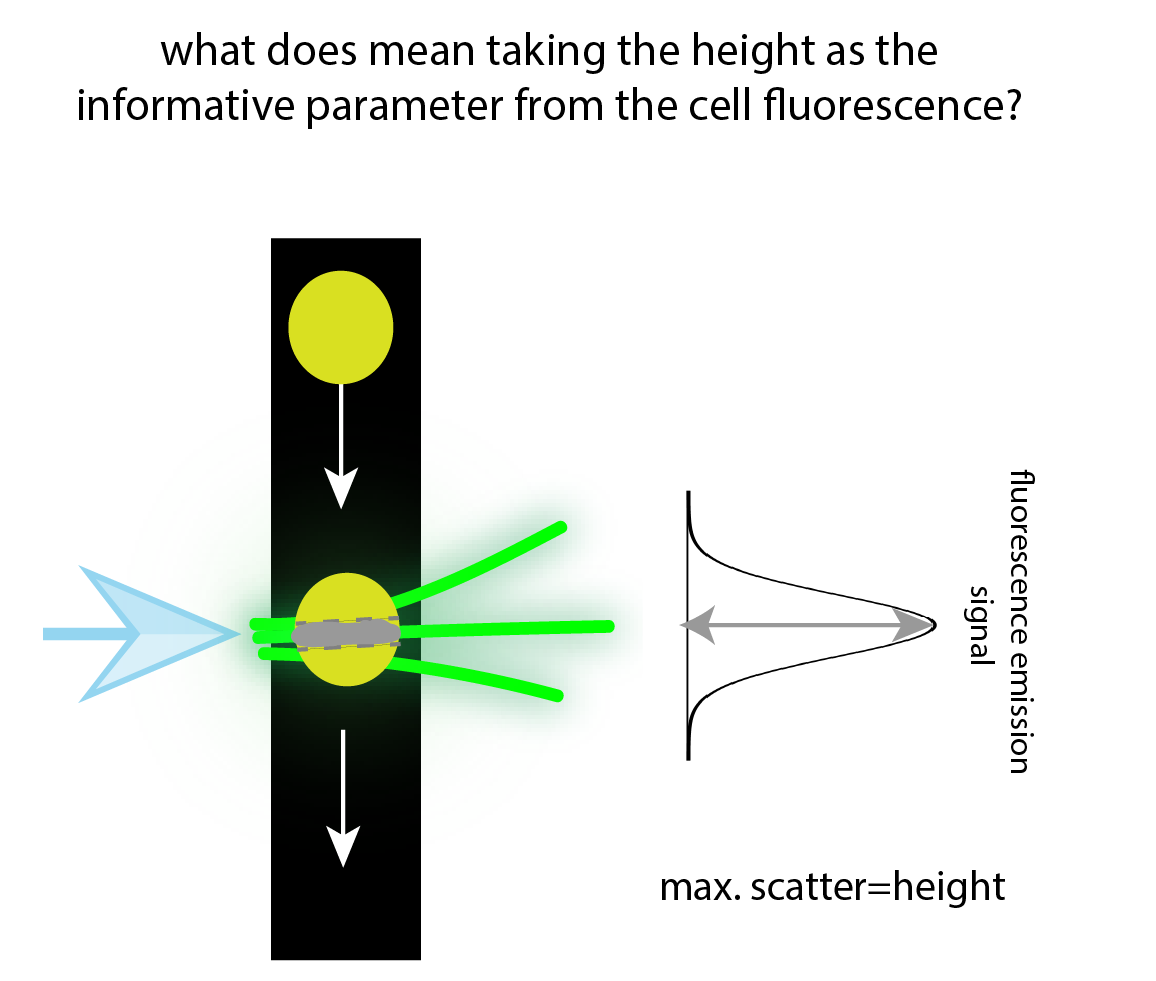 what does mean taking the height as the
informative parameter from the cell fluorescence?
fluorescence emission
signal
max. scatter=height